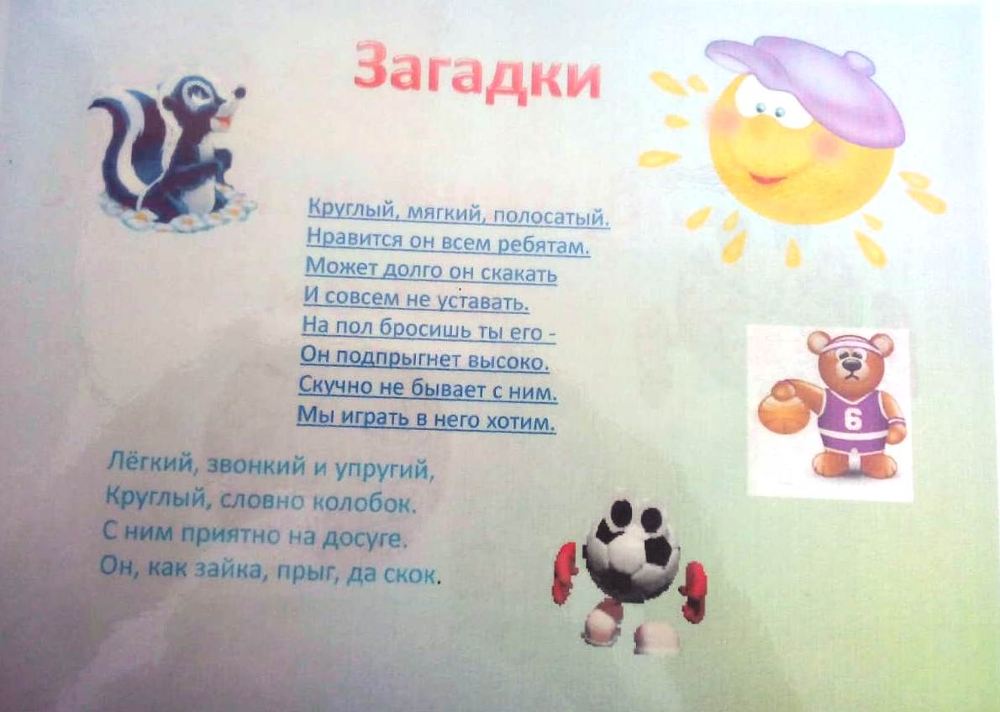 Загадки
Круглый, мягкий, полосатый.
Нравится он всем ребятам.
Может долго он скакать
И совсем не уставать.
На пол бросишь ты его -
Он подпрыгнет высоко.
Скучно не бывает с ним.
Мы играть в него хотим.
6
Лёгкий, звонкий и упругий,
Круглый, словно колобок.
С ним приятно на досуге.
Он, как зайка, прыг, да скок.